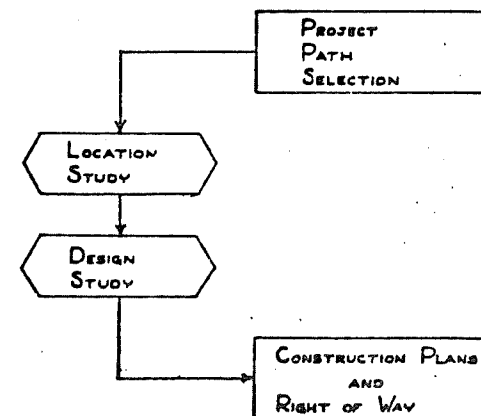 PROJECT
PATH
SELECTION
LOCATION
STUDY
DESIGN
STUDY
CONSTRUCTION PLANS
AND
RIGHT OF WAY